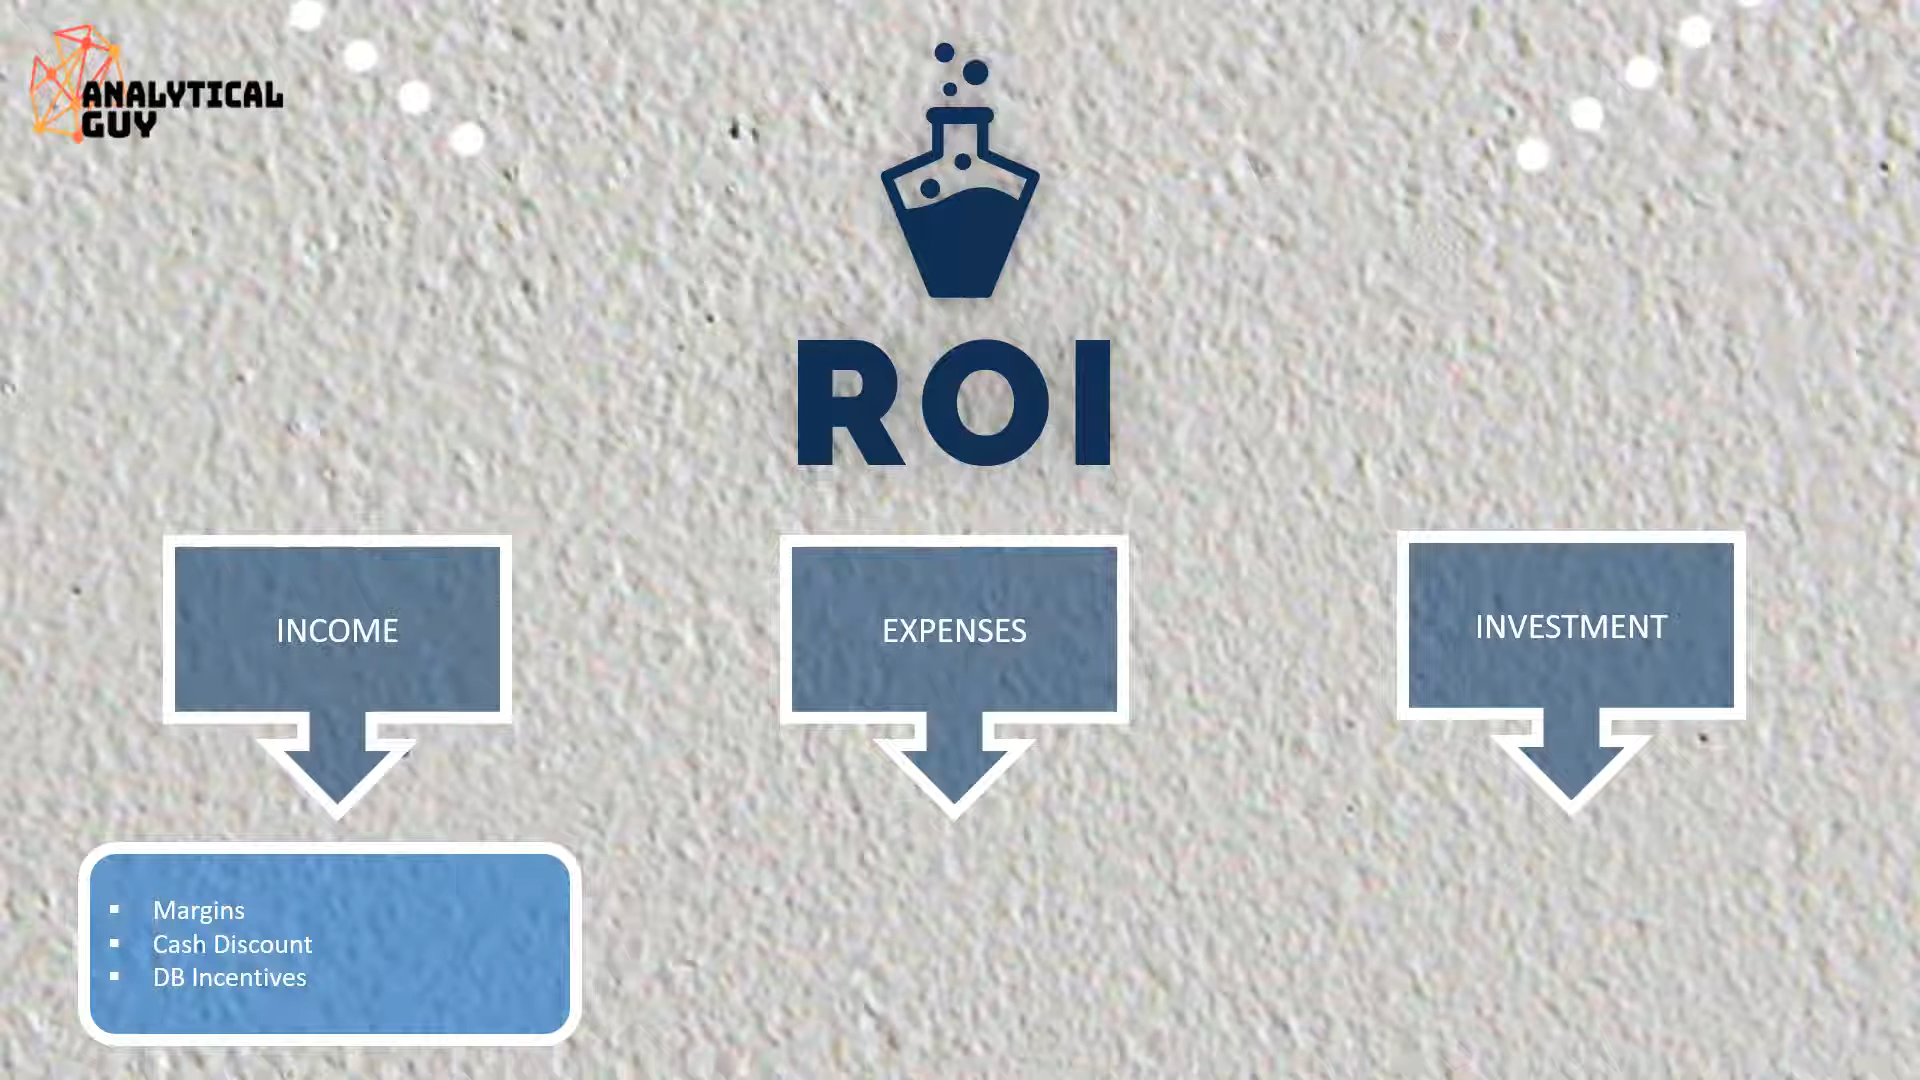 ANALYTICAL
GUY
ROI
INCOME
EXPENSES
INVESTMENT
▪ Margins
▪ Cash Discount
▪ DB Incentives